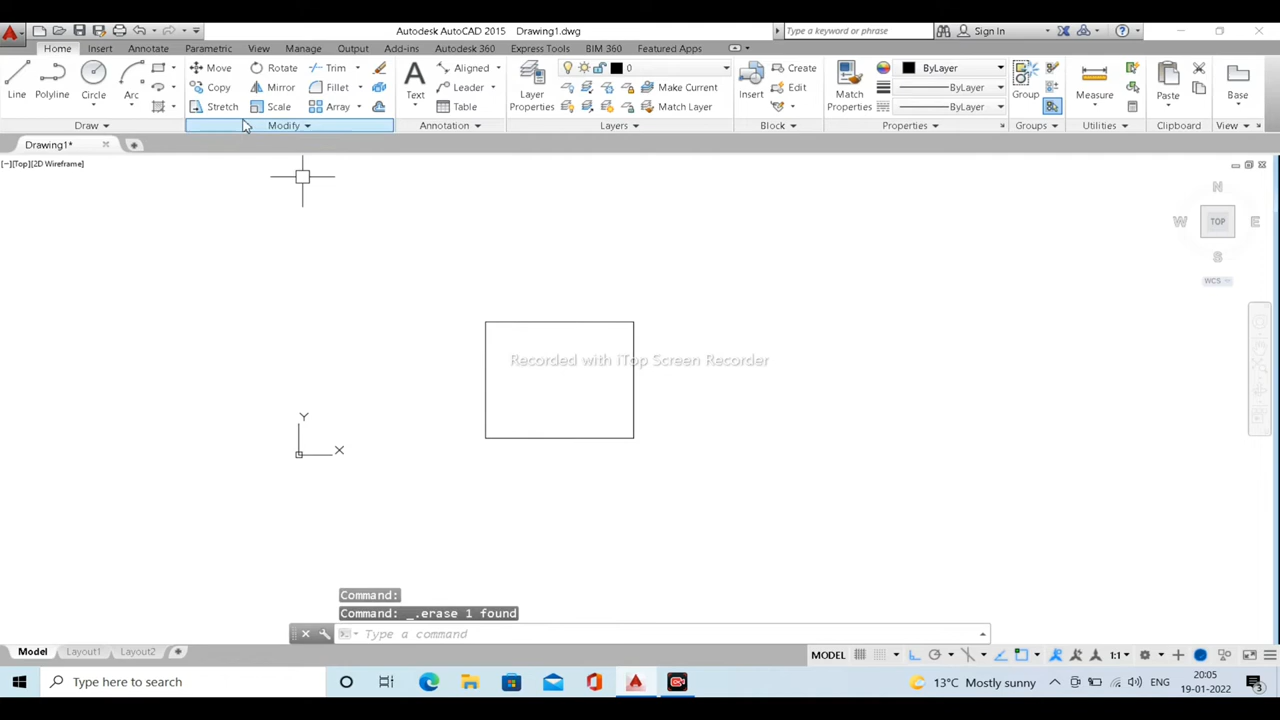 Autodesk AutoCAD 2015 Drawing1.dwg
Type a keyword or phrase
Sign In
Home Insert Annotate Parametric View Manage Output Add-ins Autodesk 360 Express Tools BIM 360 Featured Apps
Line
Polyline
Circle
Arc
Draw
Move Rotate Trim
Copy Mirror Fillet
Stretch Scale Array
Modify
Text
Aligned
Leader
Table
Annotation
Layer
Properties
0
Make Current
Match Layer
Layers
Insert
Create
Edit
Block
Match
Properties
ByLayer
ByLayer
ByLayer
Properties
Group
Groups
Measure
Utilities
Paste
Clipboard
Base
View
Drawing1*
[−][Top][2D Wireframe]
N
W TOP E
S
WCS
Recorded with iTop Screen Recorder
Y
X
Command:
Command: _.erase 1 found
Type a command
Model Layout1 Layout2
MODEL 1:1
Type here to search
13°C Mostly sunny
ENG
20:05
19-01-2022
3